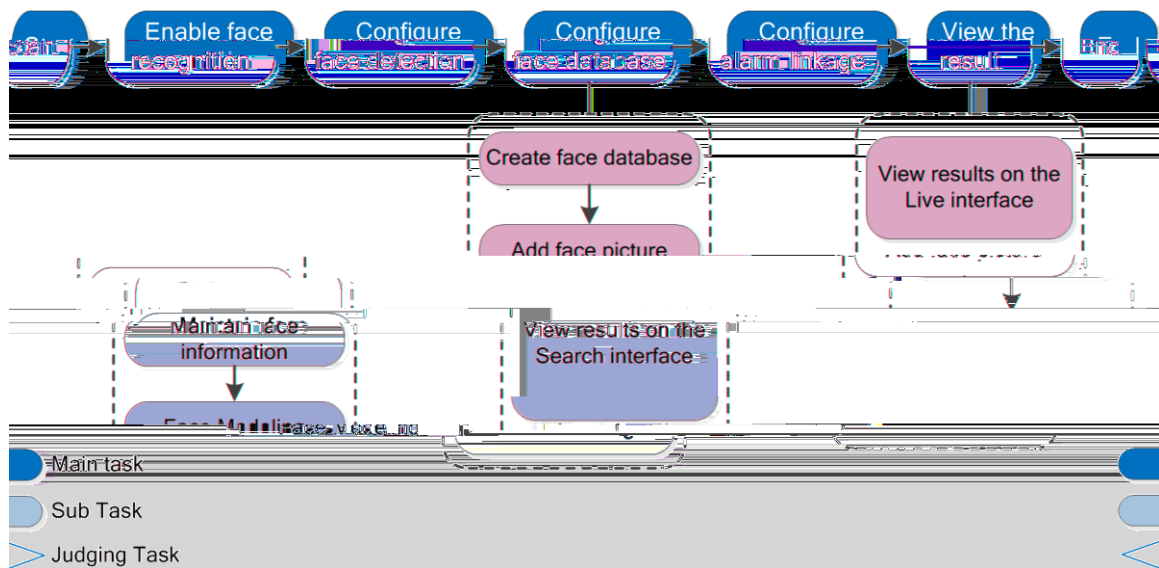 Enable face
recognition
Configure
face detection
Configure
face database
Configure
alarm linkage
View the
result
Create face database
Add face picture
View results on the
Live interface
Maintain face
information
View results on the
Search interface
Main task
Sub Task
Judging Task